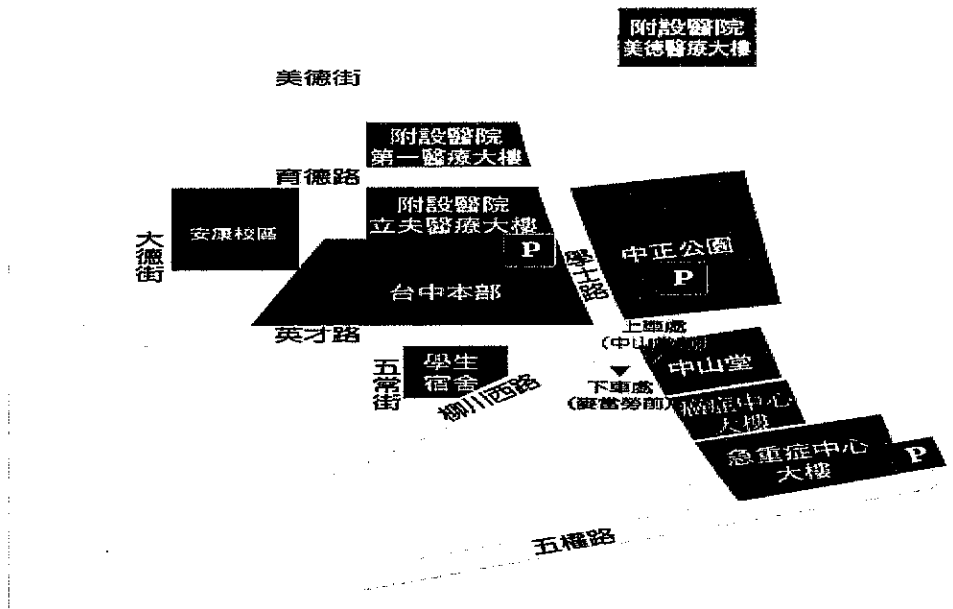 附設醫院
美德醫療大樓
美德街
附設醫院
第一醫療大樓
育德路
附設醫院
立夫醫療大樓
P
大德街
安康校區
學士路
中正公園
P
台中本部
英才路
上車處
(中山堂前)
中山堂
五常街
學生
宿舍
柳川西路
下車處
(麥當勞前)
癌症中心
大樓
急重症中心
大樓
P
五權路